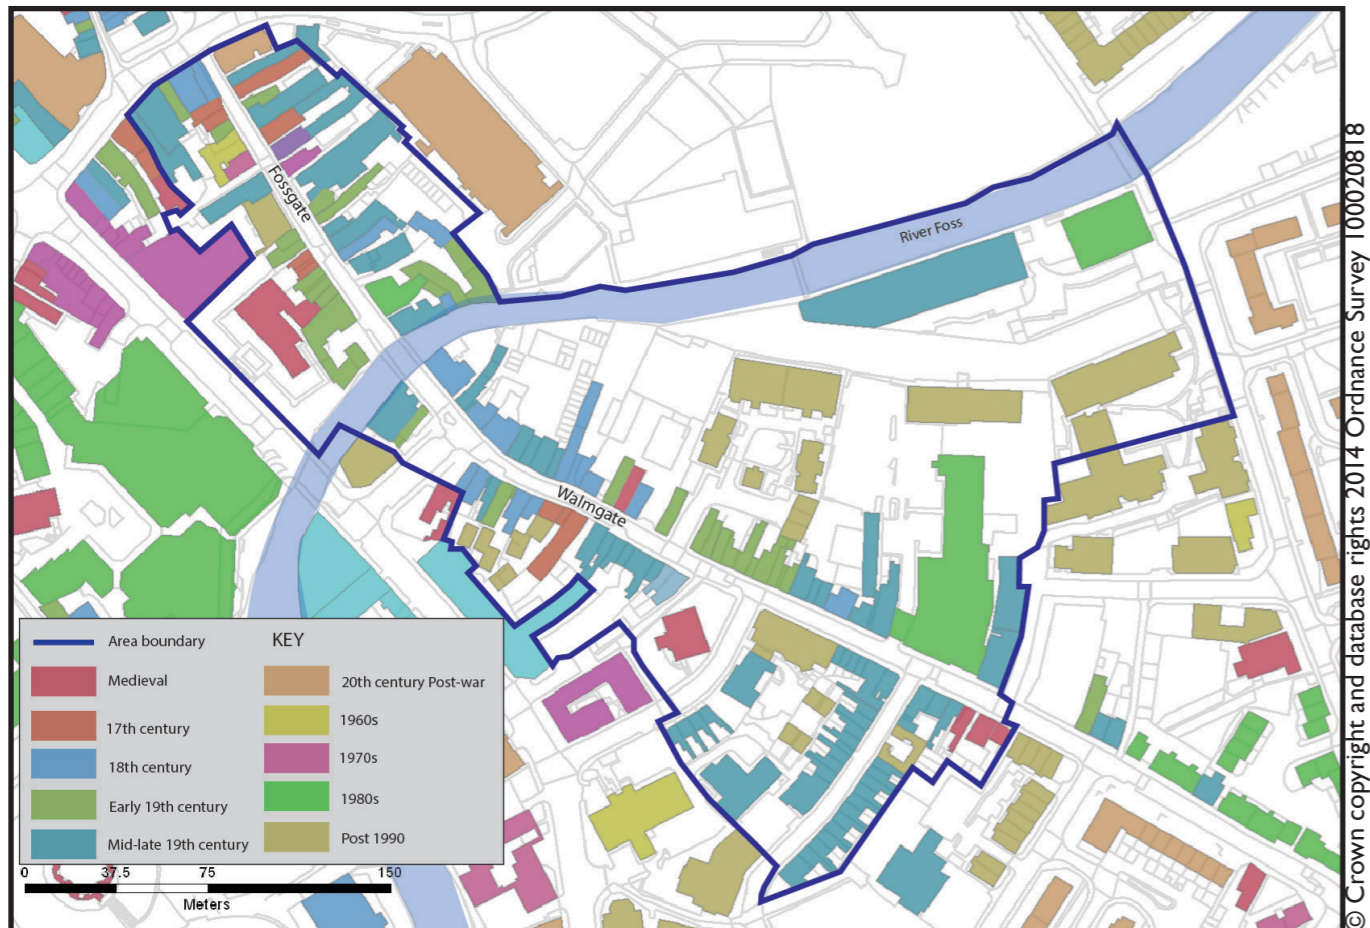 Fossgate
River Foss
Walmgate
Area boundary
KEY
Medieval
17th century
18th century
Early 19th century
Mid-late 19th century
20th century Post-war
1960s
1970s
1980s
Post 1990
0 37.5 75 150
Meters
© Crown copyright and database rights 2014 Ordnance Survey 100020818